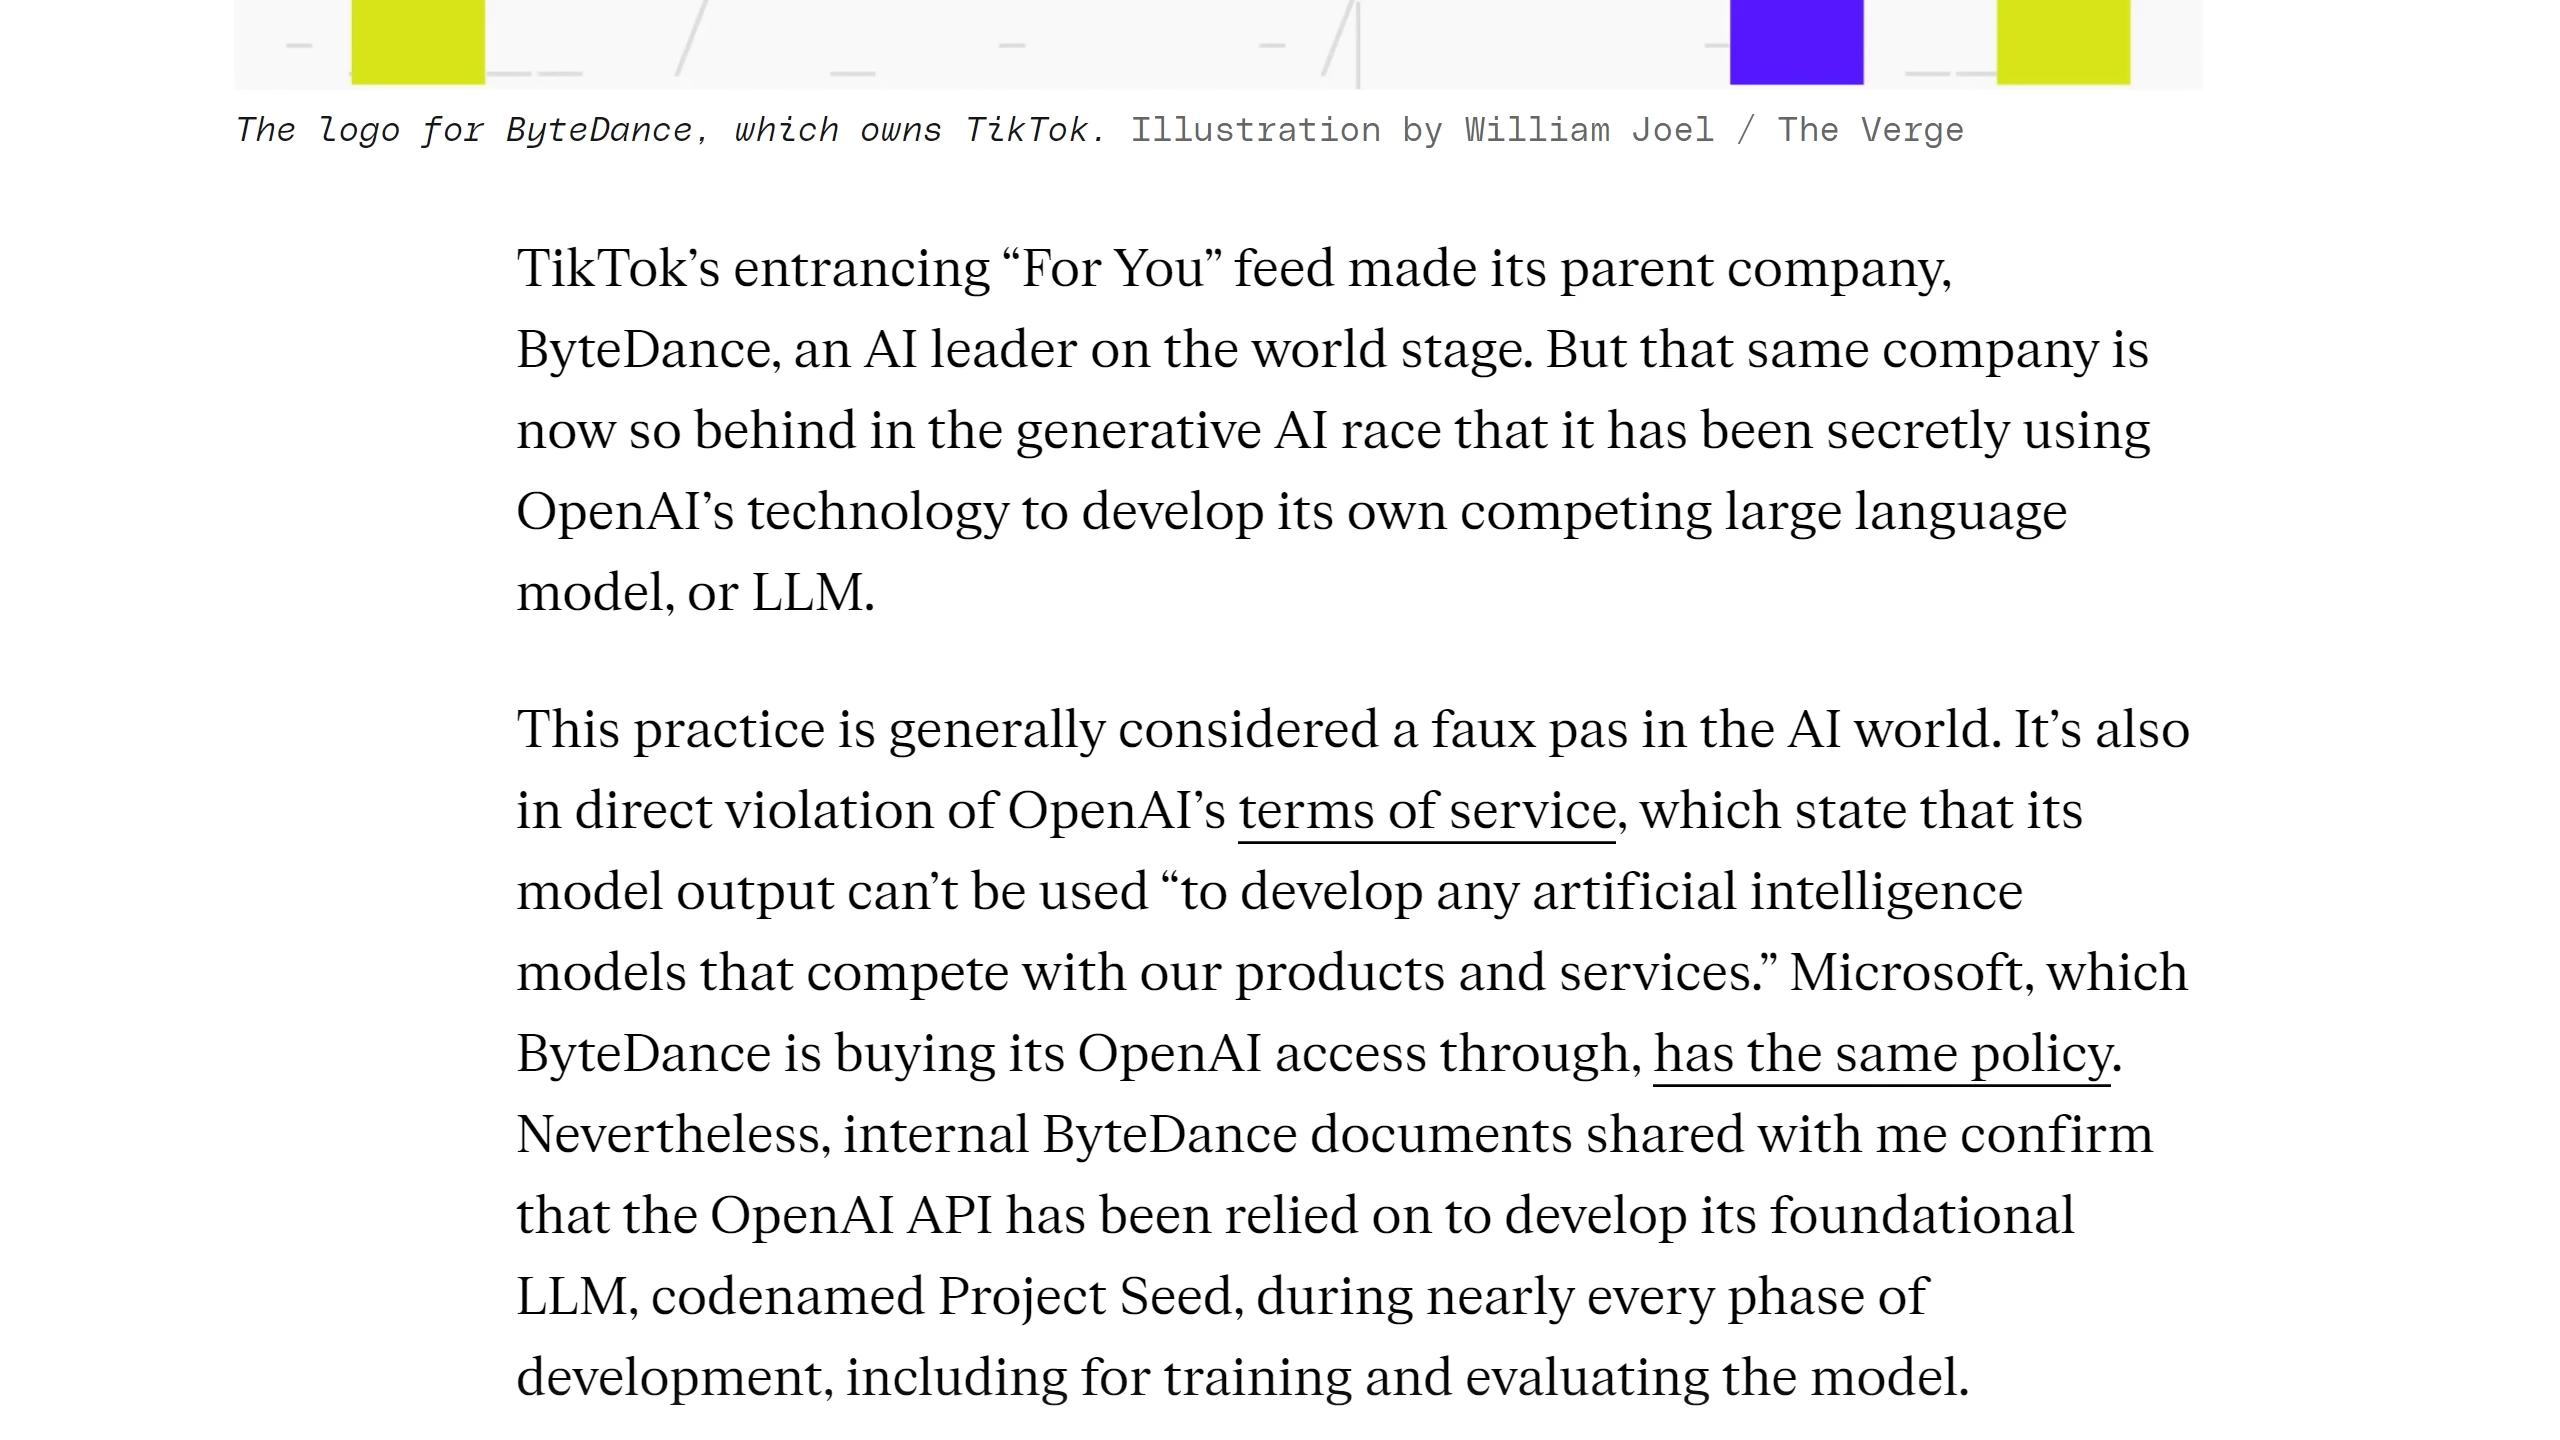 The logo for ByteDance, which owns TikTok. Illustration by William Joel / The Verge
TikTok’s entrancing “For You” feed made its parent company,
ByteDance, an AI leader on the world stage. But that same company is
now so behind in the generative AI race that it has been secretly using
OpenAI’s technology to develop its own competing large language
model, or LLM.
This practice is generally considered a faux pas in the AI world. It’s also
in direct violation of OpenAI’s terms of service, which state that its
model output can’t be used “to develop any artificial intelligence
models that compete with our products and services.” Microsoft, which
ByteDance is buying its OpenAI access through, has the same policy.
Nevertheless, internal ByteDance documents shared with me confirm
that the OpenAI API has been relied on to develop its foundational
LLM, codenamed Project Seed, during nearly every phase of
development, including for training and evaluating the model.